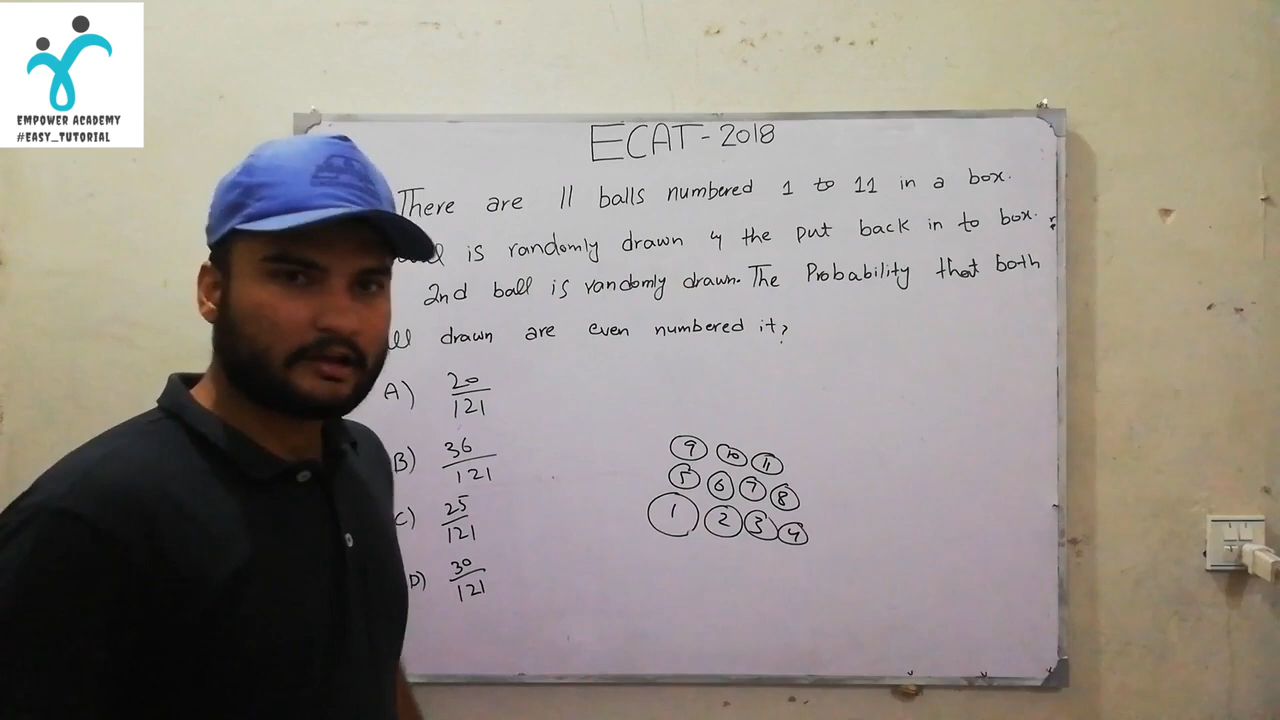 EMPOWER ACADEMY
#EASY_TUTORIAL
ECAT-2018
There are 11 balls numbered 1 to 11 in a box.
is randomly drawn & the put back in to box.
2nd ball is randomly drawn. The Probability that both
drawn are even numbered it?
A) 20/121
B) 36/121
C) 25/121
D) 30/121
9 10 11
5 6 7 8
1 2 3 4